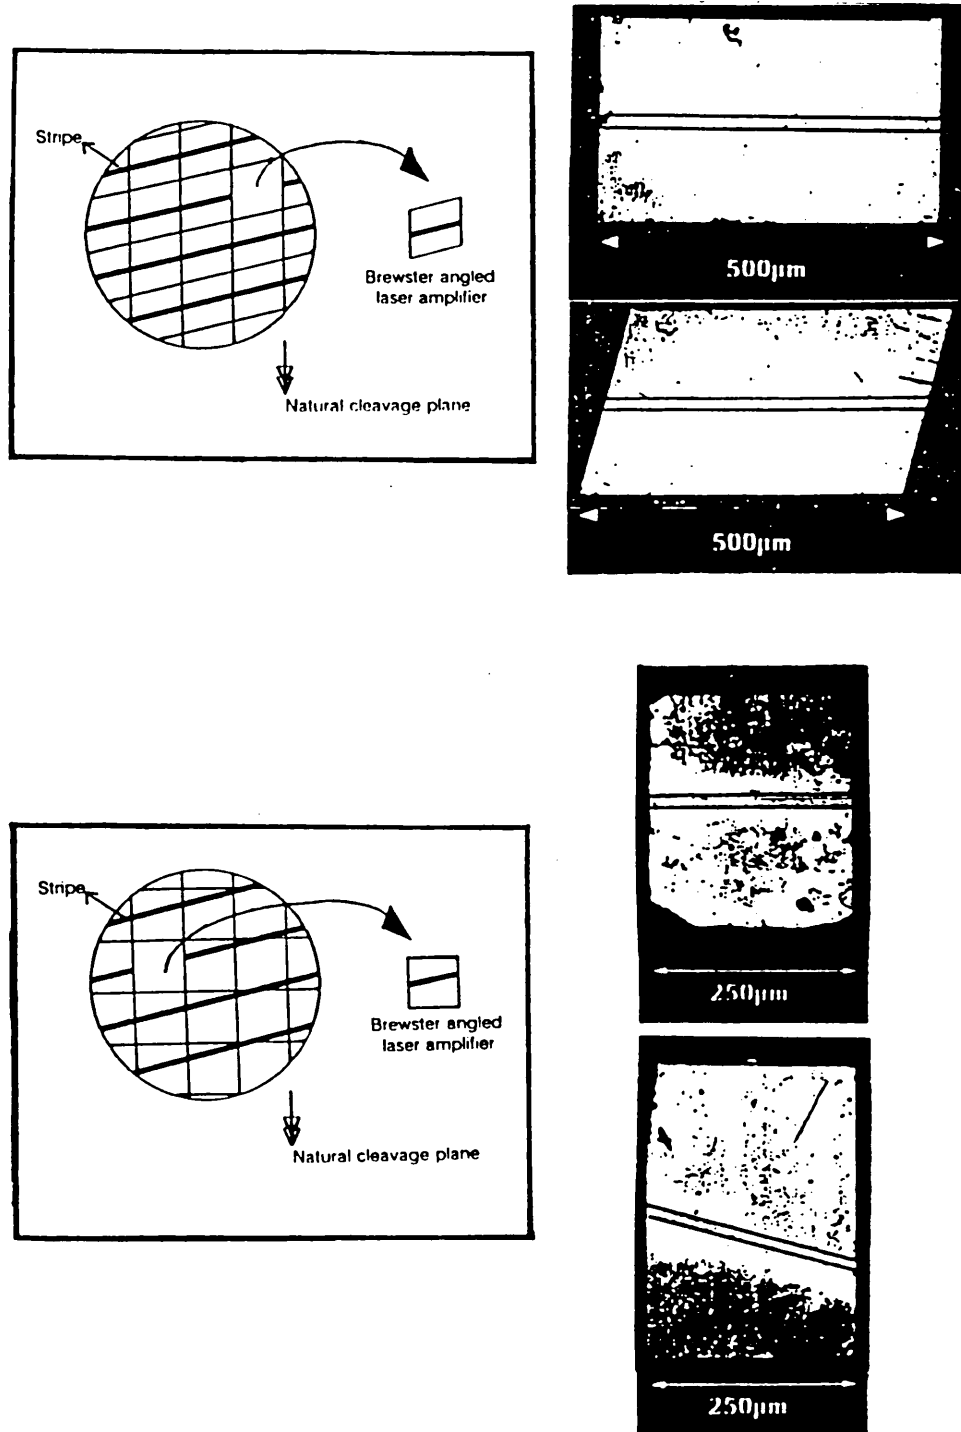 Stripe
Brewster angled
laser amplifier
Natural cleavage plane
500µm
500µm
Stripe
Brewster angled
laser amplifier
Natural cleavage plane
250µm
250µm